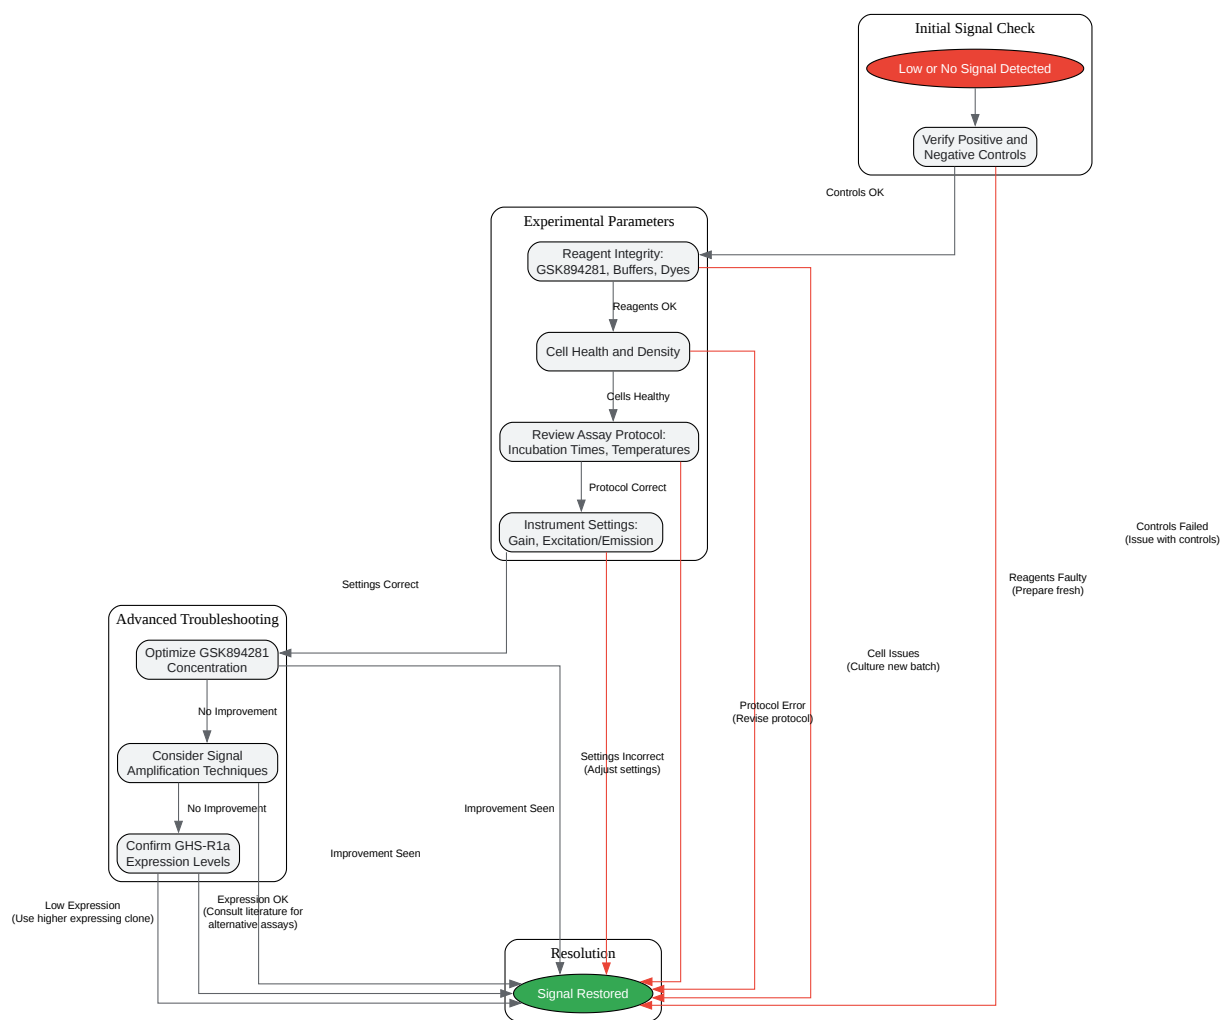 Initial Signal Check
Low or No Signal Detected
Verify Positive and
Negative Controls
Controls OK
Experimental Parameters
Reagent Integrity:
GSK894281, Buffers, Dyes
Reagents OK
Cell Health and Density
Cells Healthy
Review Assay Protocol:
Incubation Times, Temperatures
Protocol Correct
Instrument Settings:
Gain, Excitation/Emission
Controls Failed
(Issue with controls)
Reagents Faulty
(Prepare fresh)
Settings Correct
Advanced Troubleshooting
Optimize GSK894281
Concentration
Cell Issues
(Culture new batch)
No Improvement
Protocol Error
(Revise protocol)
Consider Signal
Amplification Techniques
Settings Incorrect
(Adjust settings)
No Improvement
Improvement Seen
Confirm GHS-R1a
Expression Levels
Improvement Seen
Low Expression
(Use higher expressing clone)
Expression OK
(Consult literature for
alternative assays)
Resolution
Signal Restored